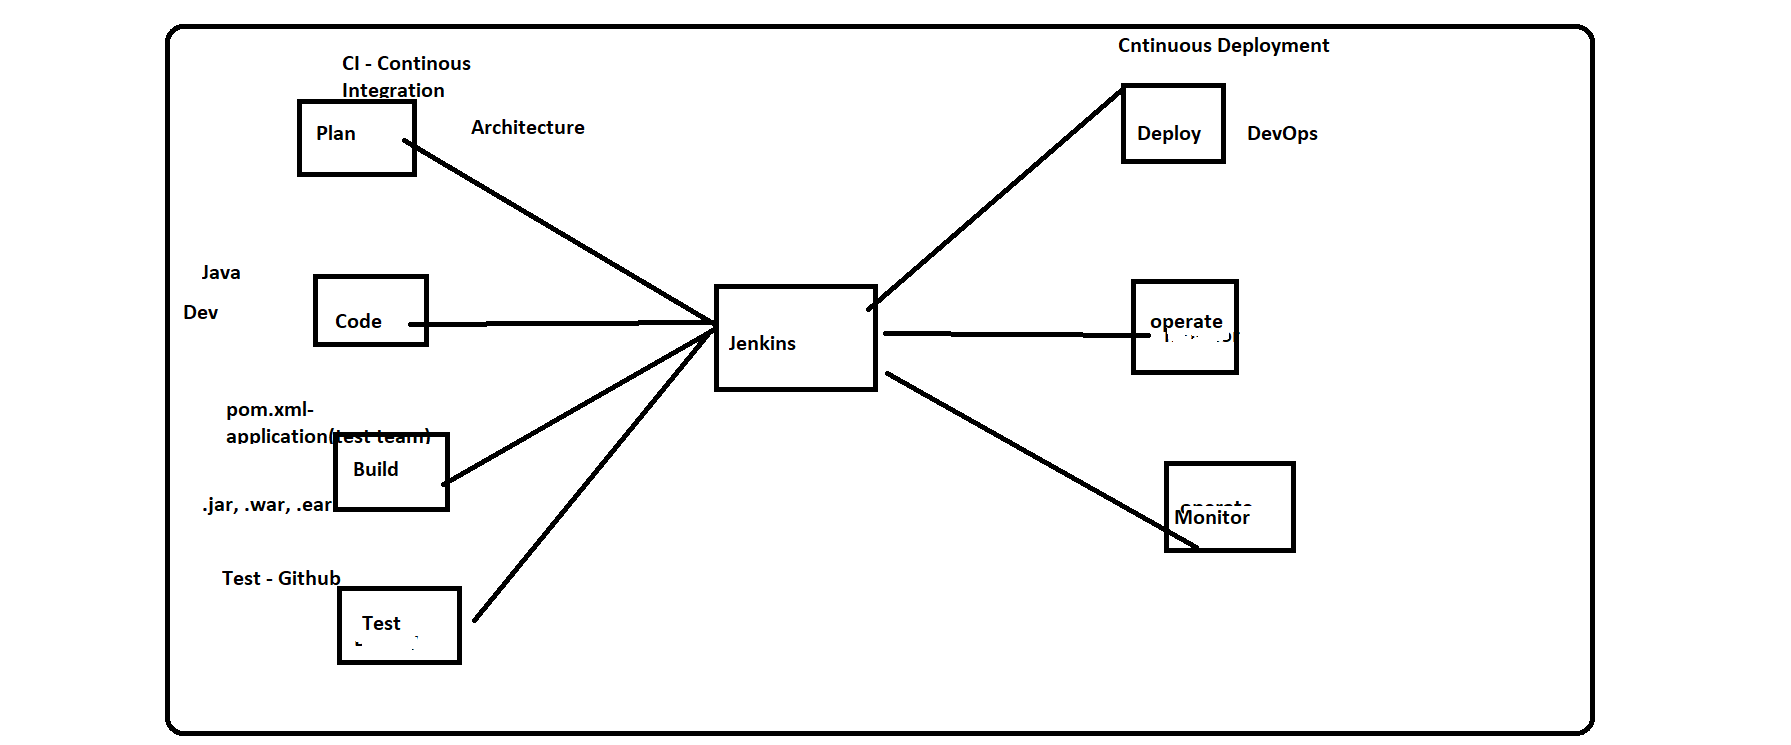 CI - Continous
Integration
Plan
Architecture
Java
Dev
Code
pom.xml-
application(test team)
Build
.jar, .war, .ear
Test - Github
Test
Jenkins
Cntinuous Deployment
Deploy
DevOps
operate
Monitor